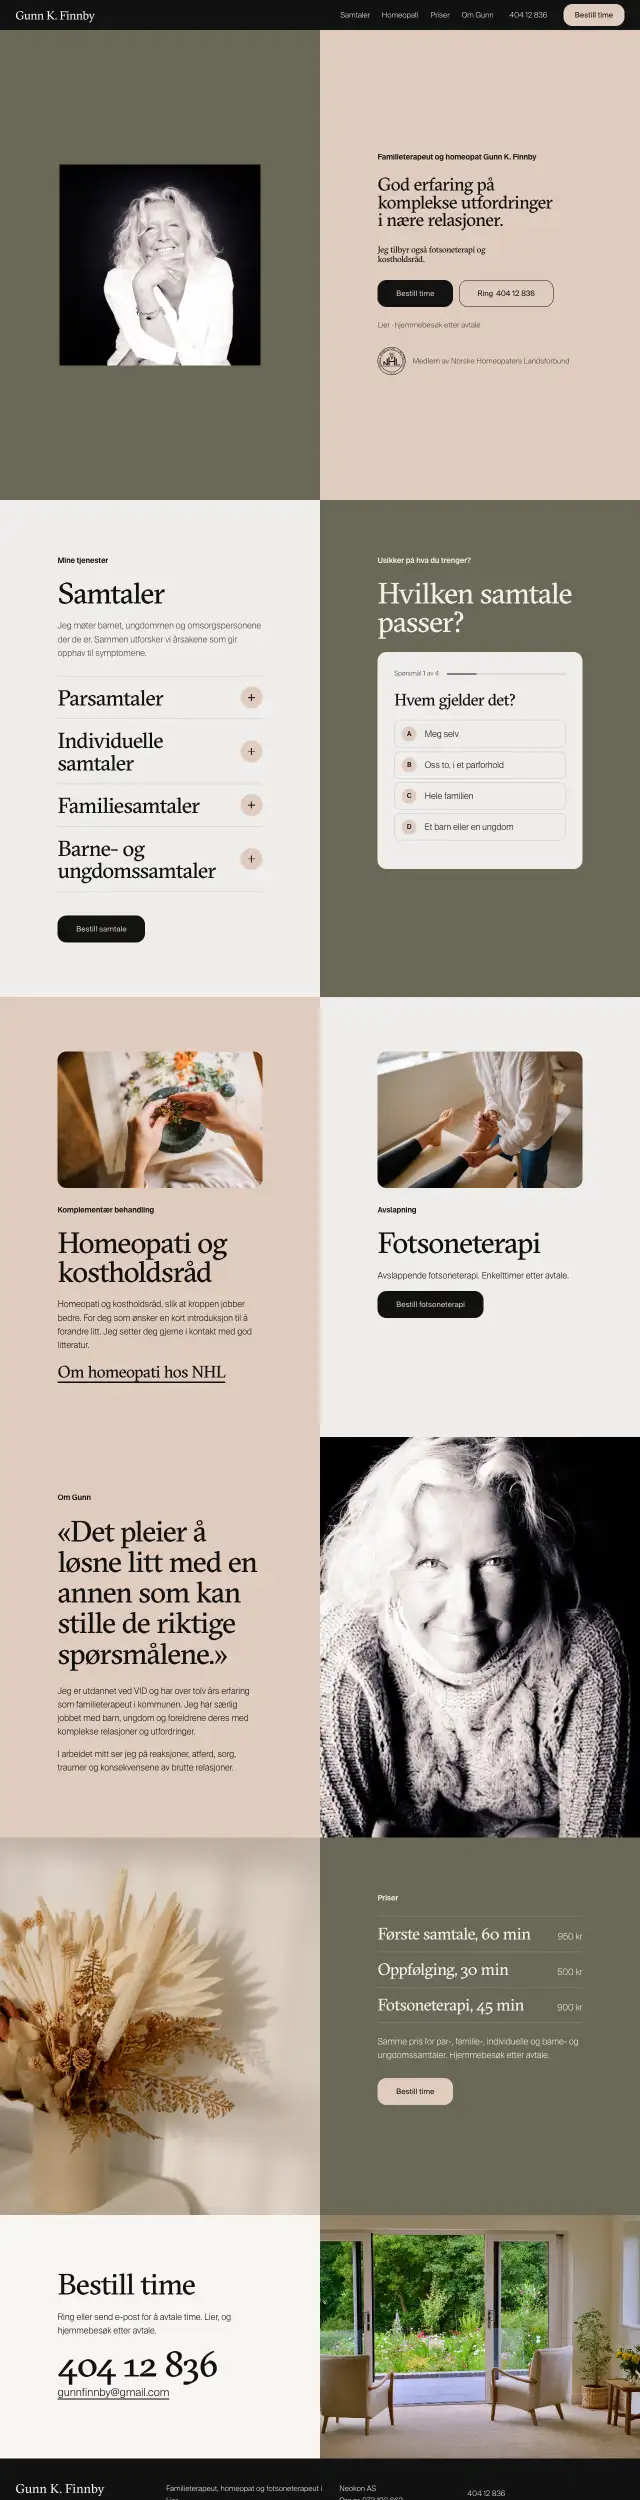 Gunn K. Finnby
Samtaler Homeopati Priser Om Gunn 404 12 836 Bestill time
Familieterapeut og homeopat Gunn K. Finnby
God erfaring på
komplekse utfordringer
i nære relasjoner.
Jeg tilbyr også fotsoneterapi og
kostholdsråd.
Bestill time
Ring 404 12 836
Lier · hjemmebesøk etter avtale
NHL
Medlem av Norske Homeopaters Landsforbund
Mine tjenester
Samtaler
Jeg møter barnet, ungdommen og omsorgspersonene
der de er. Sammen utforsker vi årsakene som gir
opphav til symptomene.
Parsamtaler +
Individuelle
samtaler +
Familiesamtaler +
Barne- og
ungdomssamtaler +
Bestill samtale
Usikker på hva du trenger?
Hvilken samtale
passer?
Spørsmål 1 av 4
Hvem gjelder det?
A Meg selv
B Oss to, i et parforhold
C Hele familien
D Et barn eller en ungdom
Komplementær behandling
Homeopati og
kostholdsråd
Homeopati og kostholdsråd, slik at kroppen jobber
bedre. For deg som ønsker en kort introduksjon til å
forandre litt. Jeg setter deg gjerne i kontakt med god
litteratur.
Om homeopati hos NHL
Avslapning
Fotsoneterapi
Avslappende fotsoneterapi. Enkelttimer etter avtale.
Bestill fotsoneterapi
Om Gunn
«Det pleier å
løsne litt med en
annen som kan
stille de riktige
spørsmålene.»
Jeg er utdannet ved VID og har over tolv års erfaring
som familieterapeut i kommunen. Jeg har særlig
jobbet med barn, ungdom og foreldrene deres med
komplekse relasjoner og utfordringer.
I arbeidet mitt ser jeg på reaksjoner, atferd, sorg,
traumer og konsekvensene av brutte relasjoner.
Priser
Første samtale, 60 min 950 kr
Oppfølging, 30 min 500 kr
Fotsoneterapi, 45 min 900 kr
Samme pris for par-, familie-, individuelle og barne- og
ungdomssamtaler. Hjemmebesøk etter avtale.
Bestill time
Bestill time
Ring eller send e-post for å avtale time. Lier, og
hjemmebesøk etter avtale.
404 12 836
gunnfinnby@gmail.com
Gunn K. Finnby
Familieterapeut, homeopat og fotsoneterapeut i
Neokon AS
404 12 836